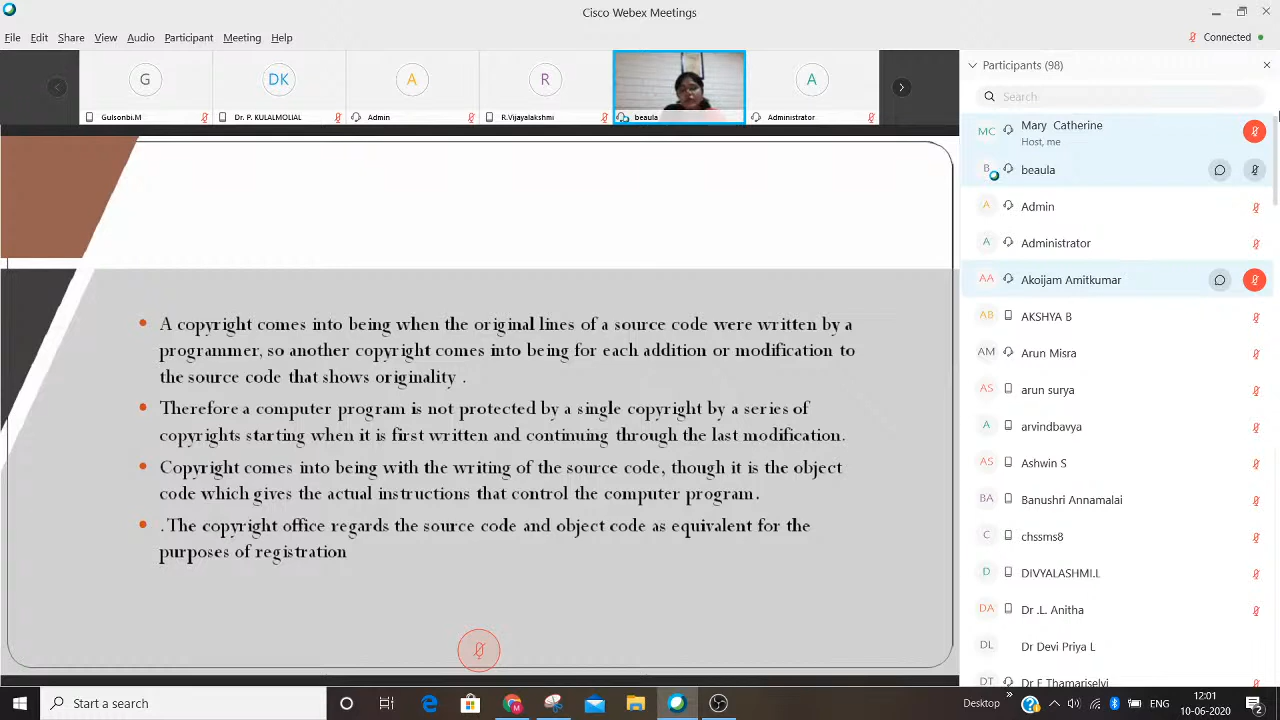 Cisco Webex Meetings
File Edit Share View Audio Participant Meeting Help
Connected
G
DK
A
R
A
Gulsonbi.M
Dr. P. KULALMOLIAL
Admin
R.Vijayalakshmi
beaula
Administrator
A copyright comes into being when the original lines of a source code were written by a
programmer, so another copyright comes into being for each addition or modification to
the source code that shows originality .
Therefore a computer program is not protected by a single copyright by a series of
copyrights starting when it is first written and continuing through the last modification.
Copyright comes into being with the writing of the source code, though it is the object
code which gives the actual instructions that control the computer program.
. The copyright office regards the source code and object code as equivalent for the
purposes of registration
Participants (98)
Search
MC Mary Catherine
Host, me
B beaula
A Admin
A Administrator
AA Akoijam Amitkumar
AB AKSHYA B
AM Arun Misra
AS arun surya
A arvindbavya
AS Ashwin S
BA Banushri Annamalai
C chssms8
D DIVYALASHMI.L
DA Dr .L. Anitha
DL Dr Devi Priya L
DT Dr F Thamariselvi
Start a search
Desktop
ENG
12:01
10-06-2020
2